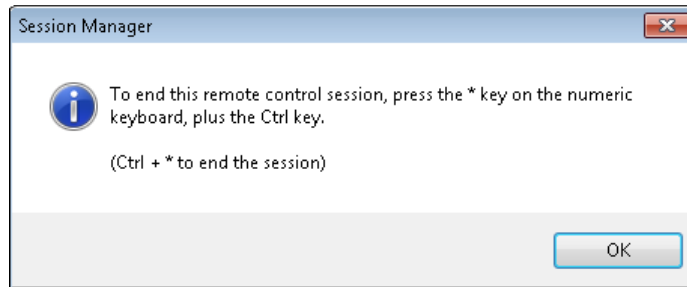 Session Manager
To end this remote control session, press the * key on the numeric
keyboard, plus the Ctrl key.
(Ctrl + * to end the session)
OK